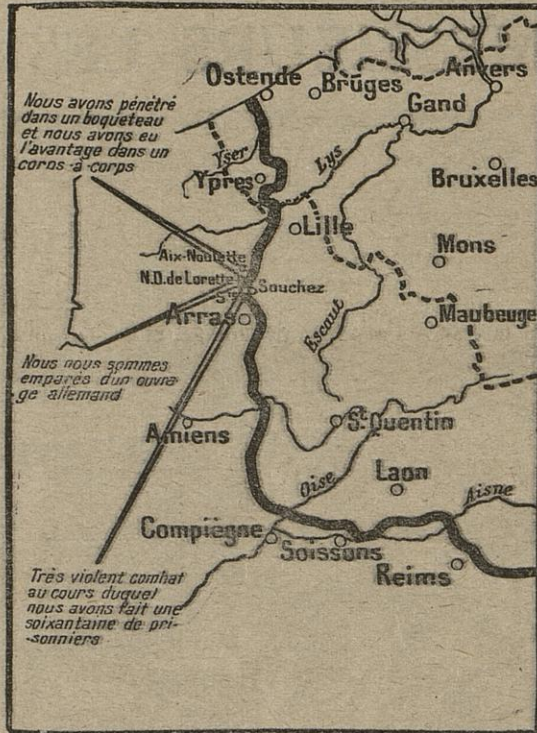 Ostende
Bruges
Anvers
Nous avons pénétré
dans un boqueteau
et nous avons eu
l'avantage dans un
corps-à-corps
Gand
Yser
Lys
Ypres
Bruxelles
Lille
Aix-Noulette
Mons
N.D. de Lorette
Souchez
Arras
Escaut
Maubeuge
Nous nous sommes
emparés d'un ouvra-
ge allemand
Amiens
St Quentin
Oise
Laon
Aisne
Compiègne
Soissons
Reims
Très violent combat
au cours duquel
nous avons fait une
soixantaine de pri-
-sonniers